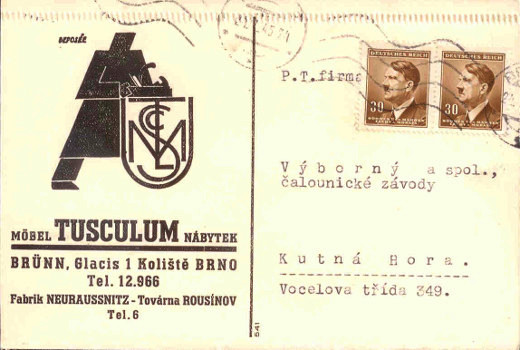 DEPOSÉE
TUSCULUM
MÖBEL TUSCULUM NÁBYTEK
BRÜNN, Glacis 1 Koliště BRNO
Tel. 12.966
Fabrik NEURAUSSNITZ - Továrna ROUSÍNOV
Tel. 6
541
DEUTSCHES REICH
30
DEUTSCHES REICH
30
P.T.firma
Výborný a spol.,
čalounické závody
Kutná Hora.
Vocelova třída 349.